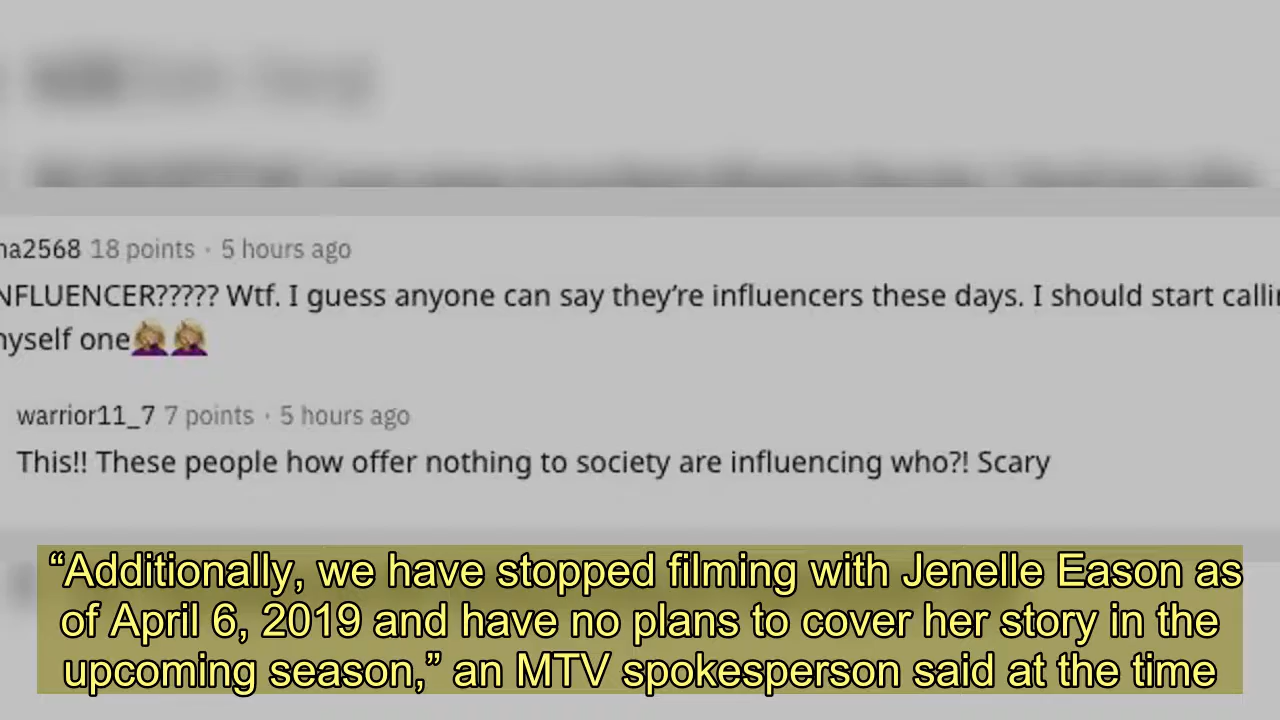 na2568 18 points · 5 hours ago
NFLUENCER????? Wtf. I guess anyone can say they’re influencers these days. I should start callin
nyself one🤦🏼‍♀️🤦🏼‍♀️
warrior11_7 7 points · 5 hours ago
This!! These people how offer nothing to society are influencing who?! Scary
“Additionally, we have stopped filming with Jenelle Eason as
of April 6, 2019 and have no plans to cover her story in the
upcoming season,” an MTV spokesperson said at the time